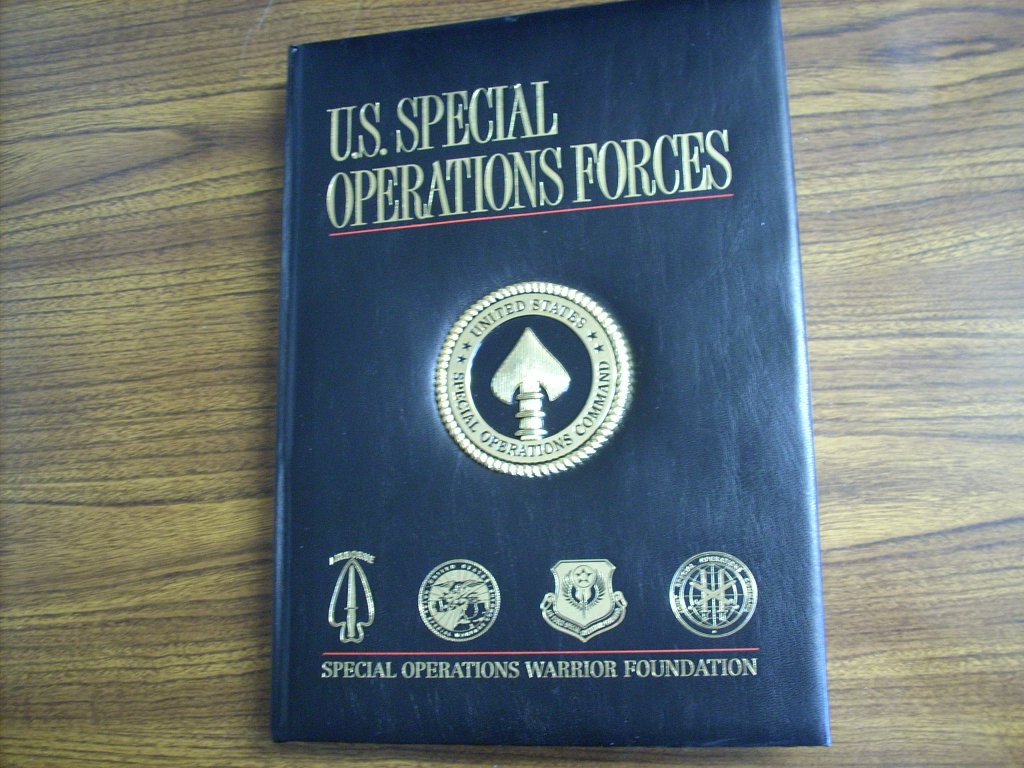 U.S. SPECIAL
OPERATIONS FORCES
UNITED STATES
SPECIAL OPERATIONS COMMAND
AIRBORNE
SPECIAL OPERATIONS WARRIOR FOUNDATION